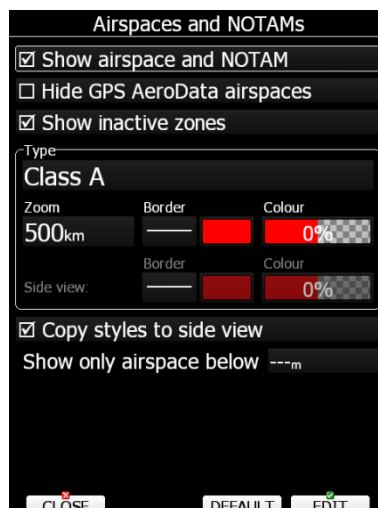 Airspaces and NOTAMs
Show airspace and NOTAM
Hide GPS AeroData airspaces
Show inactive zones
Type
Class A
Zoom Border Colour
500km 0%
Border Colour
Side view: 0%
Copy styles to side view
Show only airspace below ---m
CLOSE DEFAULT EDIT